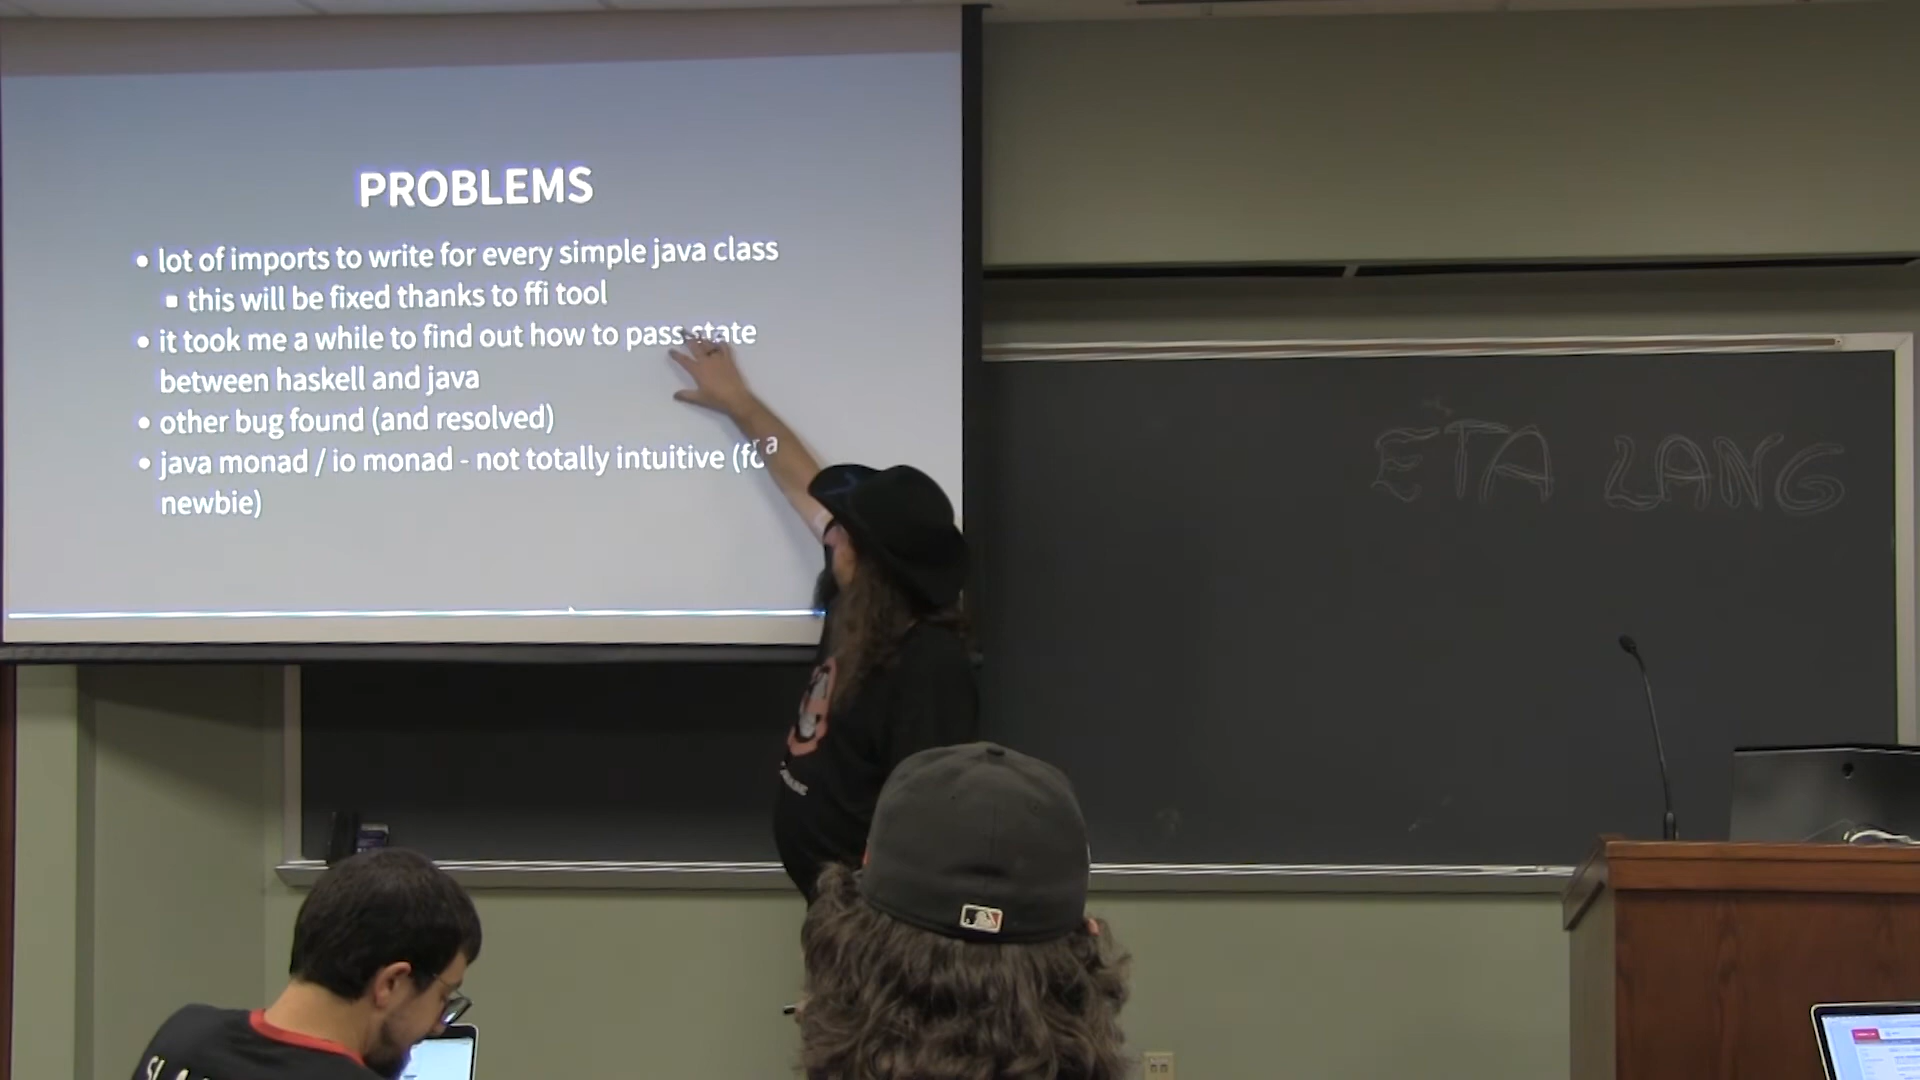 PROBLEMS
• lot of imports to write for every simple java class
▪ this will be fixed thanks to ffi tool
• it took me a while to find out how to pass state
between haskell and java
• other bug found (and resolved)
• java monad / io monad - not totally intuitive (for a
newbie)
ETA LANG